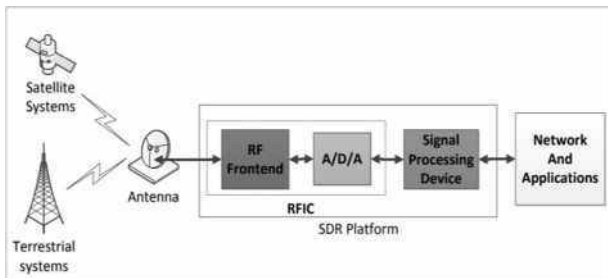 Satellite
Systems
Antenna
Terrestrial
systems
RF
Frontend
A/D/A
RFIC
Signal
Processing
Device
SDR Platform
Network
And
Applications